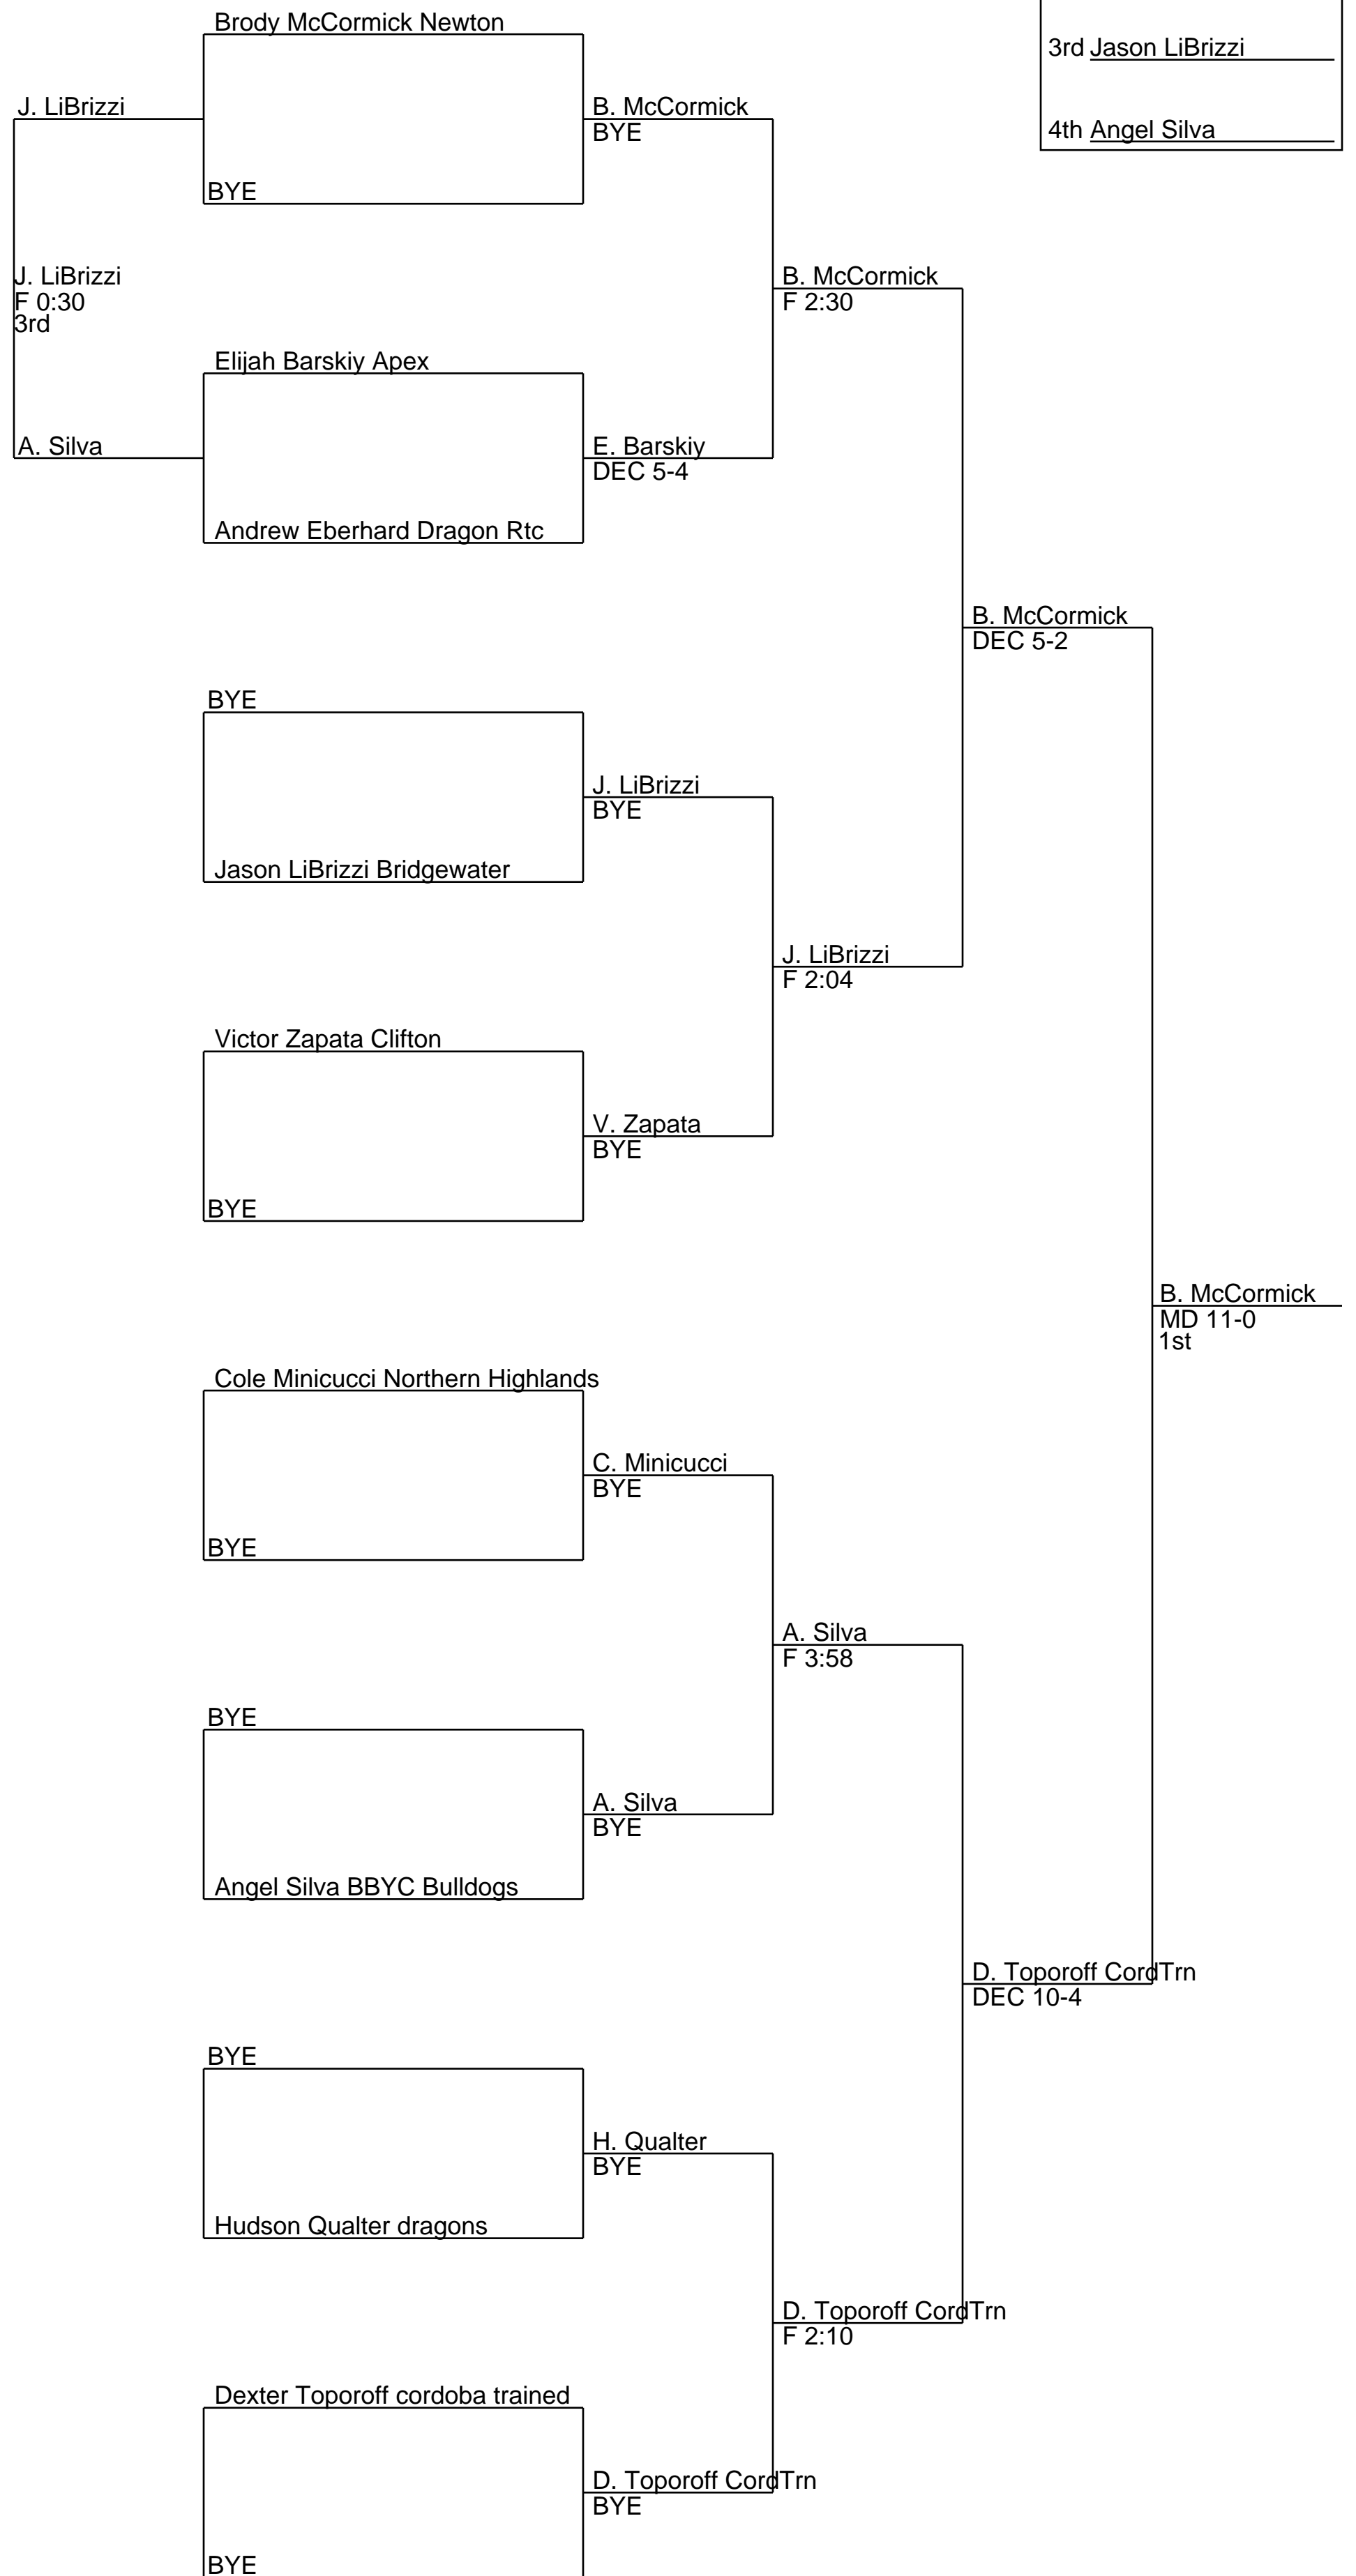 Brody McCormick Newton
3rd Jason LiBrizzi
J. LiBrizzi
B. McCormick
BYE
4th Angel Silva
BYE
J. LiBrizzi
F 0:30
3rd
B. McCormick
F 2:30
Elijah Barskiy Apex
A. Silva
E. Barskiy
DEC 5-4
Andrew Eberhard Dragon Rtc
B. McCormick
DEC 5-2
BYE
J. LiBrizzi
BYE
Jason LiBrizzi Bridgewater
J. LiBrizzi
F 2:04
Victor Zapata Clifton
V. Zapata
BYE
BYE
B. McCormick
MD 11-0
1st
Cole Minicucci Northern Highlands
C. Minicucci
BYE
BYE
A. Silva
F 3:58
BYE
A. Silva
BYE
Angel Silva BBYC Bulldogs
D. Toporoff CordTrn
DEC 10-4
BYE
H. Qualter
BYE
Hudson Qualter dragons
D. Toporoff CordTrn
F 2:10
Dexter Toporoff cordoba trained
D. Toporoff CordTrn
BYE
BYE